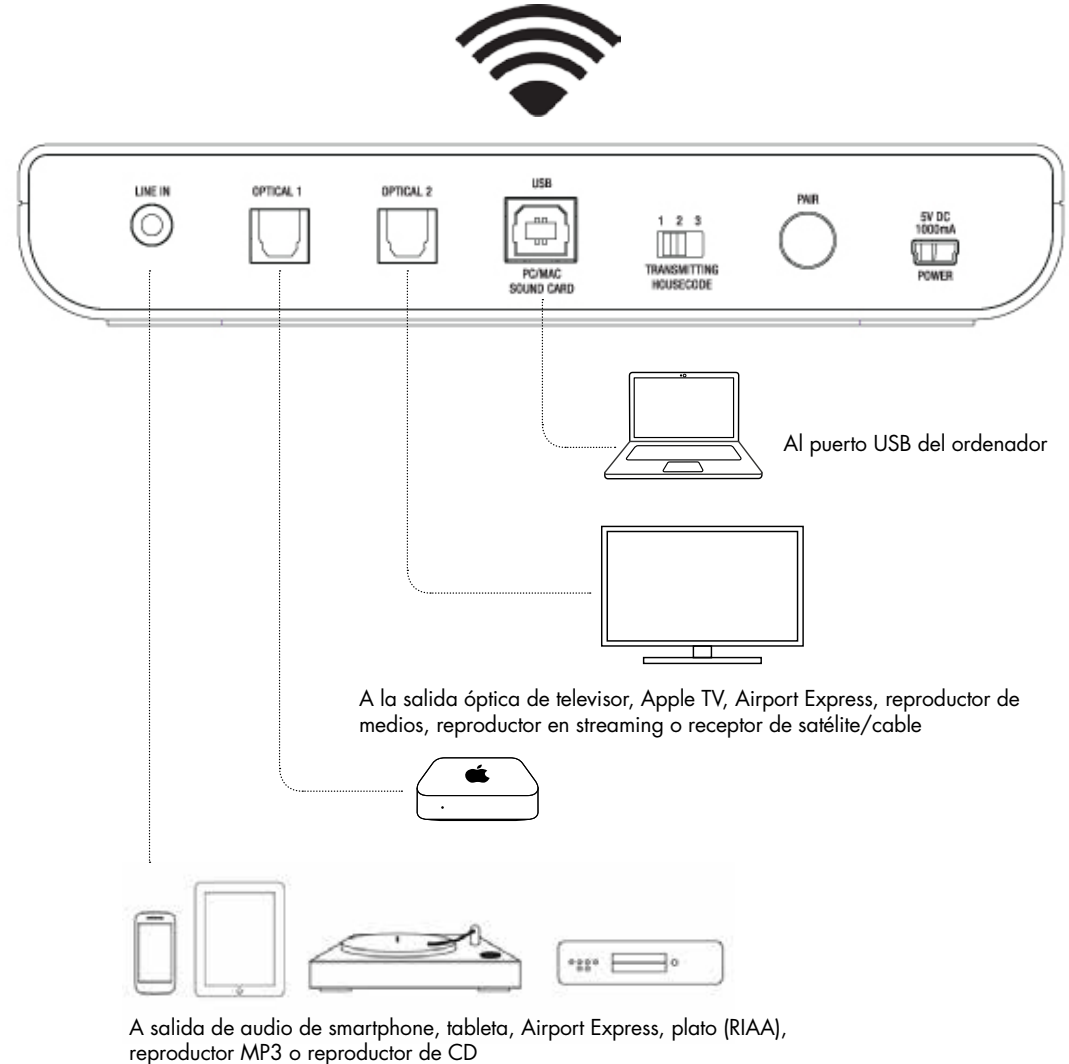 LINE IN
OPTICAL 1
OPTICAL 2
USB
PC/MAC
SOUND CARD
1 2 3
TRANSMITTING
HOUSECODE
PAIR
5V DC
1000mA
POWER
Al puerto USB del ordenador
A la salida óptica de televisor, Apple TV, Airport Express, reproductor de
medios, reproductor en streaming o receptor de satélite/cable
A salida de audio de smartphone, tableta, Airport Express, plato (RIAA),
reproductor MP3 o reproductor de CD